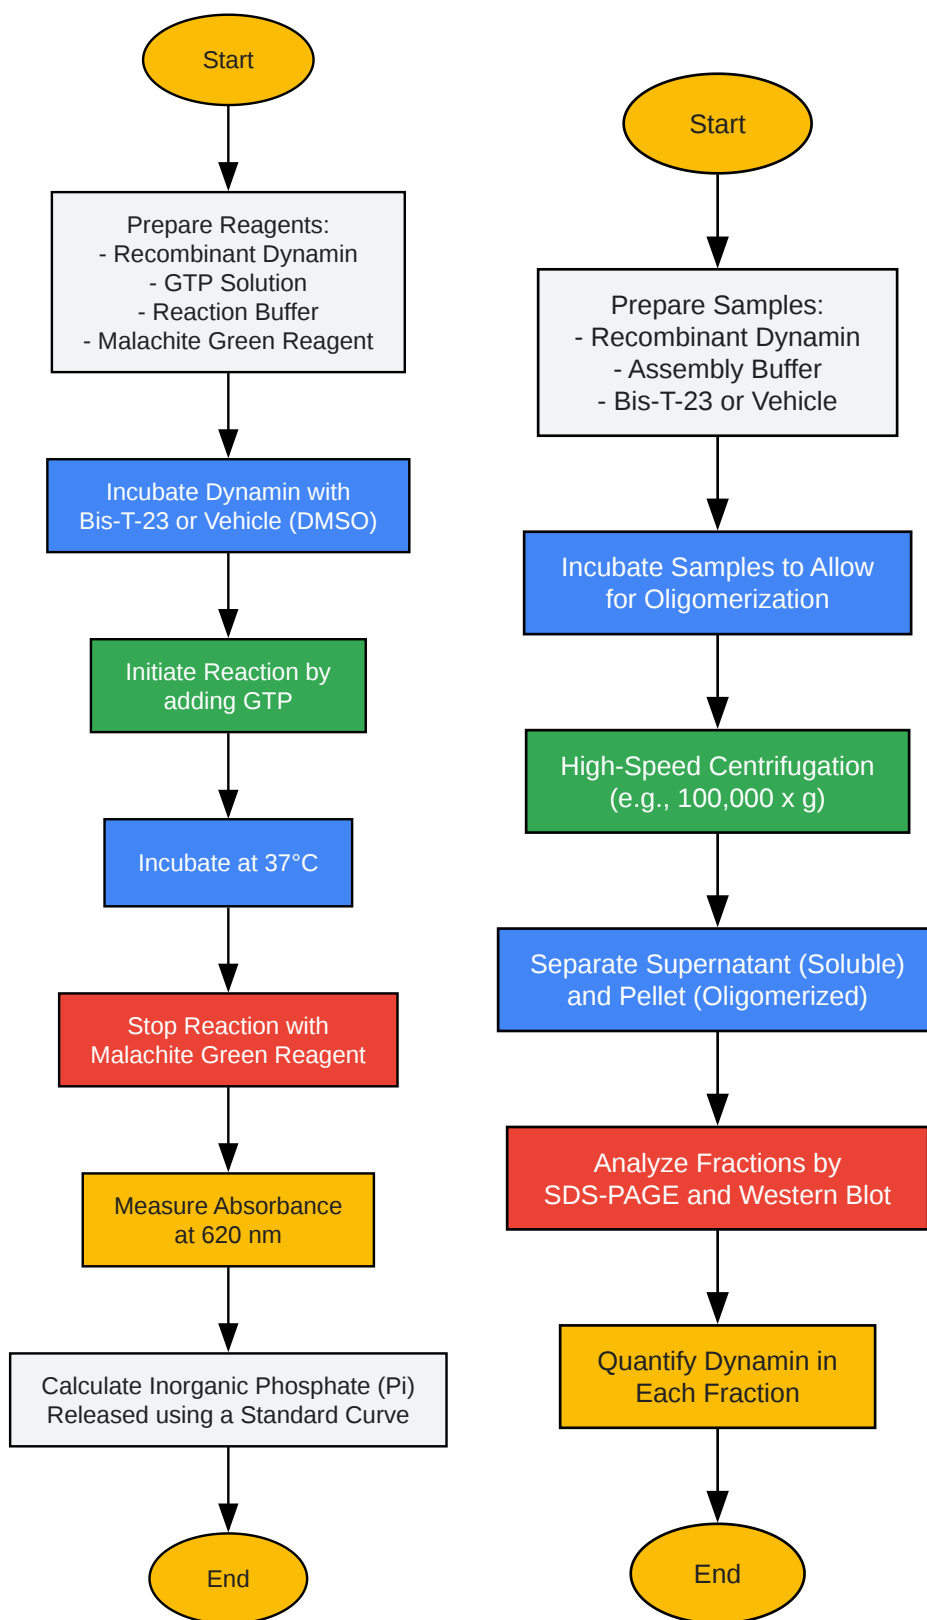 Start
Prepare Reagents:
- Recombinant Dynamin
- GTP Solution
- Reaction Buffer
- Malachite Green Reagent
Incubate Dynamin with
Bis-T-23 or Vehicle (DMSO)
Initiate Reaction by
adding GTP
Incubate at 37°C
Stop Reaction with
Malachite Green Reagent
Measure Absorbance
at 620 nm
Calculate Inorganic Phosphate (Pi)
Released using a Standard Curve
End
Start
Prepare Samples:
- Recombinant Dynamin
- Assembly Buffer
- Bis-T-23 or Vehicle
Incubate Samples to Allow
for Oligomerization
High-Speed Centrifugation
(e.g., 100,000 x g)
Separate Supernatant (Soluble)
and Pellet (Oligomerized)
Analyze Fractions by
SDS-PAGE and Western Blot
Quantify Dynamin in
Each Fraction
End